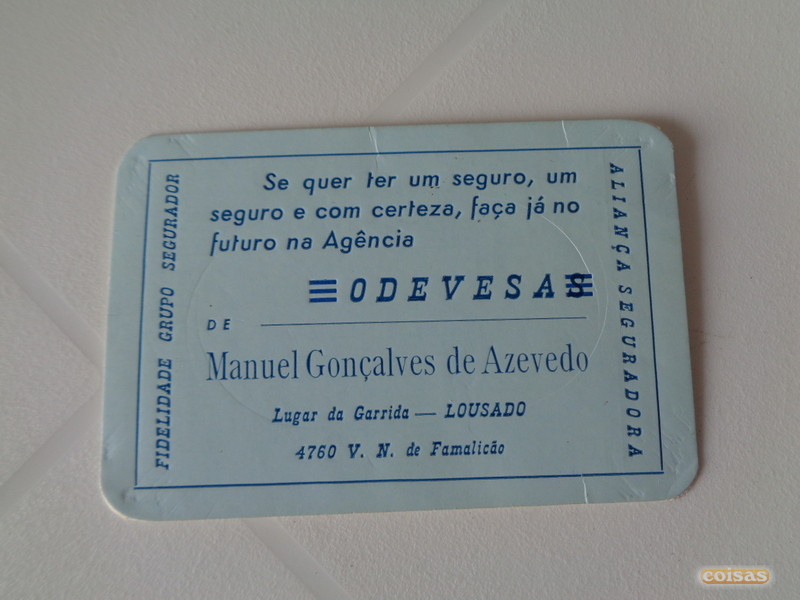 Se quer ter um seguro, um
seguro e com certeza, faça já no
futuro na Agência
ODEVESAS
DE
Manuel Gonçalves de Azevedo
Lugar da Garrida — LOUSADO
4760 V. N. de Famalicão
FIDELIDADE GRUPO SEGURADOR
ALIANÇA SEGURADORA
coisas